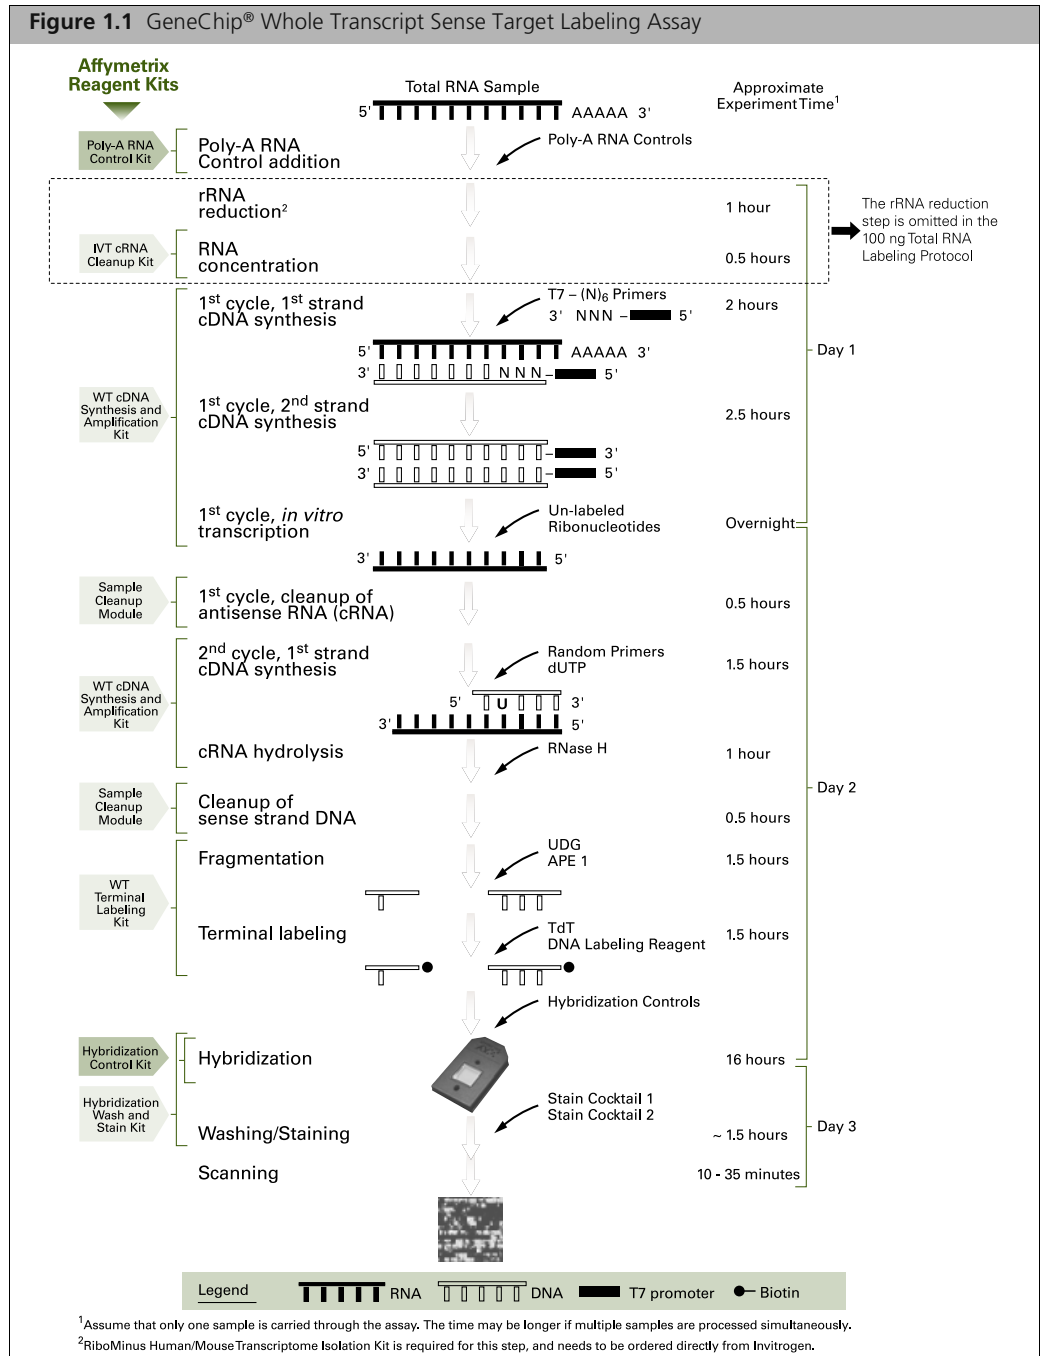 Figure 1.1 GeneChip® Whole Transcript Sense Target Labeling Assay
Affymetrix
Reagent Kits
Total RNA Sample
Approximate
Experiment Time¹
5' AAAAA 3'
Poly-A RNA
Control Kit
Poly-A RNA
Control addition
Poly-A RNA Controls
rRNA
reduction²
1 hour
The rRNA reduction
step is omitted in the
100 ng Total RNA
Labeling Protocol
IVT cRNA
Cleanup Kit
RNA
concentration
0.5 hours
1st cycle, 1st strand
cDNA synthesis
T7 – (N)₆ Primers
3' NNN – 5'
2 hours
Day 1
5' AAAAA 3'
3' N N N – 5'
WT cDNA
Synthesis and
Amplification
Kit
1st cycle, 2nd strand
cDNA synthesis
2.5 hours
5' – 3'
3' – 5'
1st cycle, in vitro
transcription
Un-labeled
Ribonucleotides
Overnight
3' 5'
Sample
Cleanup
Module
1st cycle, cleanup of
antisense RNA (cRNA)
0.5 hours
2nd cycle, 1st strand
cDNA synthesis
Random Primers
dUTP
1.5 hours
WT cDNA
Synthesis and
Amplification
Kit
5' U 3'
3' 5'
cRNA hydrolysis
RNase H
1 hour
Day 2
Sample
Cleanup
Module
Cleanup of
sense strand DNA
0.5 hours
Fragmentation
UDG
APE 1
1.5 hours
WT
Terminal
Labeling
Kit
Terminal labeling
TdT
DNA Labeling Reagent
1.5 hours
Hybridization Controls
Hybridization
Control Kit
Hybridization
16 hours
Hybridization
Wash and
Stain Kit
Stain Cocktail 1
Stain Cocktail 2
Washing/Staining
~ 1.5 hours
Day 3
Scanning
10 - 35 minutes
Legend RNA DNA T7 promoter Biotin
¹Assume that only one sample is carried through the assay. The time may be longer if multiple samples are processed simultaneously.
²RiboMinus Human/Mouse Transcriptome Isolation Kit is required for this step, and needs to be ordered directly from Invitrogen.